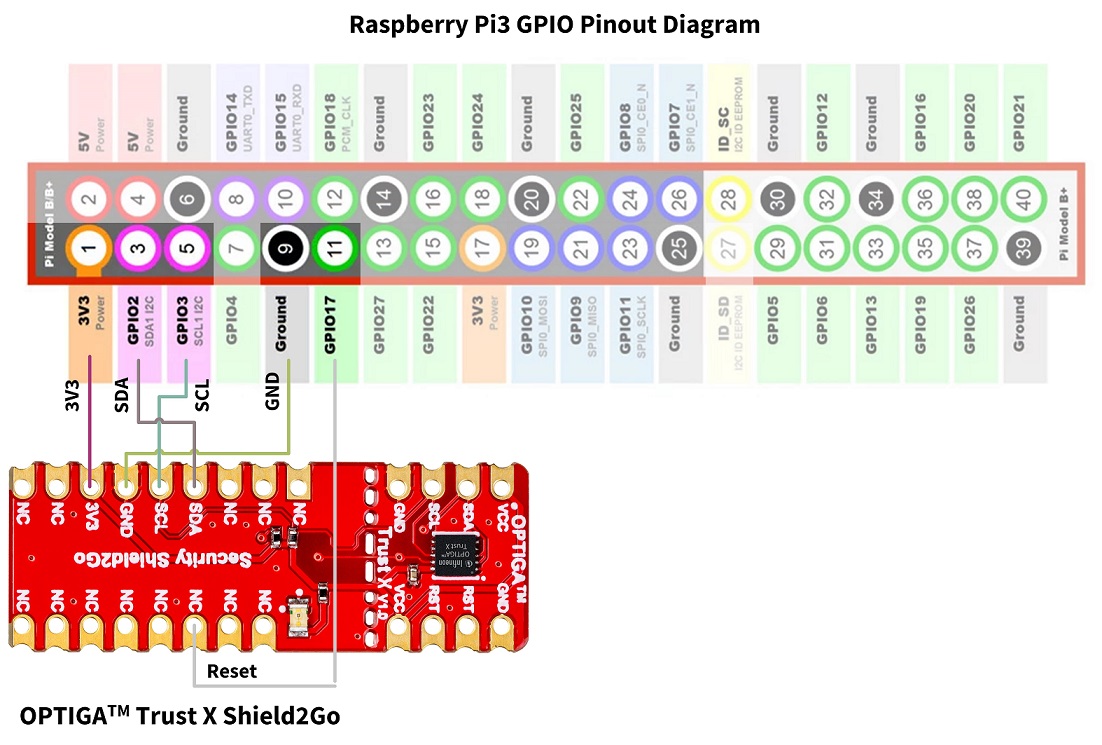 Raspberry Pi3 GPIO Pinout Diagram
5V
Power
5V
Power
Ground
GPIO14
UART0_TXD
GPIO15
UART0_RXD
GPIO18
PCM_CLK
Ground
GPIO23
GPIO24
Ground
GPIO25
GPIO8
SPI0_CE0_N
GPIO7
SPI0_CE1_N
ID_SC
I2C ID EEPROM
Ground
GPIO12
Ground
GPIO16
GPIO20
GPIO21
Pi Model B/B+
2 4 6 8 10 12 14 16 18 20 22 24 26 28 30 32 34 36 38 40
1 3 5 7 9 11 13 15 17 19 21 23 25 27 29 31 33 35 37 39
Pi Model B+
3V3
Power
GPIO2
SDA1 I2C
GPIO3
SCL1 I2C
GPIO4
Ground
GPIO17
GPIO27
GPIO22
3V3
Power
GPIO10
SPI0_MOSI
GPIO9
SPI0_MISO
GPIO11
SPI0_SCLK
Ground
ID_SD
I2C ID EEPROM
GPIO5
GPIO6
GPIO13
GPIO19
GPIO26
Ground
3V3
SDA
SCL
GND
NC NC 3V3 GND SCL SDA NC NC NC
GND SCL SDA VCC
Security Shield2Go
Trust X V1.0
Infineon
OPTIGA™
Trust X
OPTIGA™
NC NC NC NC NC NC NC NC
VCC RST RST GND
Reset
OPTIGA™ Trust X Shield2Go